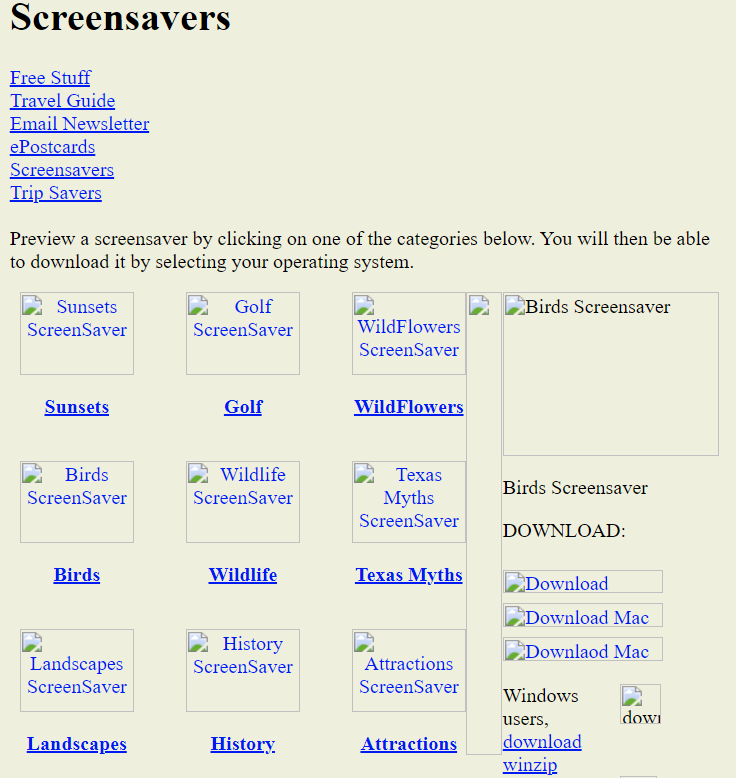 Screensavers
Free Stuff
Travel Guide
Email Newsletter
ePostcards
Screensavers
Trip Savers
Preview a screensaver by clicking on one of the categories below. You will then be able
to download it by selecting your operating system.
Sunsets
ScreenSaver
Sunsets
Golf
ScreenSaver
Golf
WildFlowers
ScreenSaver
WildFlowers
Birds
ScreenSaver
Birds
Wildlife
ScreenSaver
Wildlife
Texas
Myths
ScreenSaver
Texas Myths
Landscapes
ScreenSaver
Landscapes
History
ScreenSaver
History
Attractions
ScreenSaver
Attractions
Birds Screensaver
Birds Screensaver
DOWNLOAD:
Download
Download Mac
Downlaod Mac
Windows
users,
download
winzip